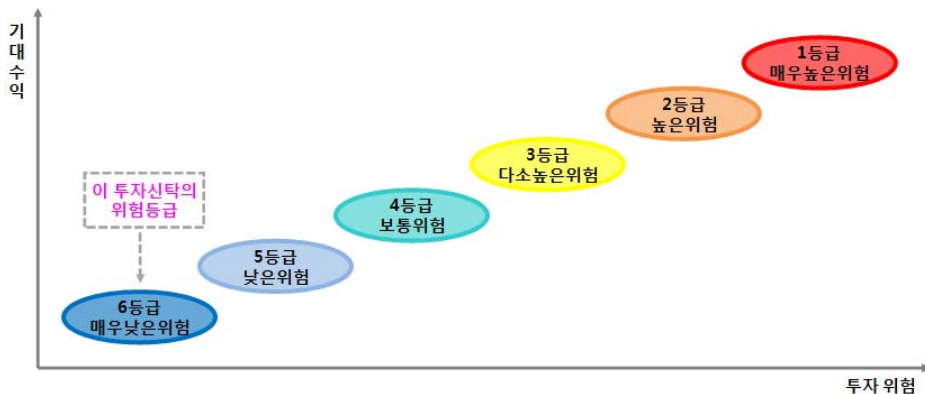 기
대
수
익
1등급
매우높은위험
2등급
높은위험
3등급
다소높은위험
이 투자신탁의
위험등급
4등급
보통위험
5등급
낮은위험
6등급
매우낮은위험
투자 위험